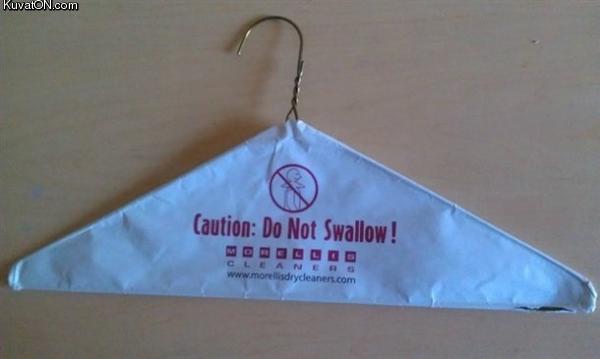 KuvatON.com
Caution: Do Not Swallow!
MORELLIS
CLEANERS
www.morellisdrycleaners.com